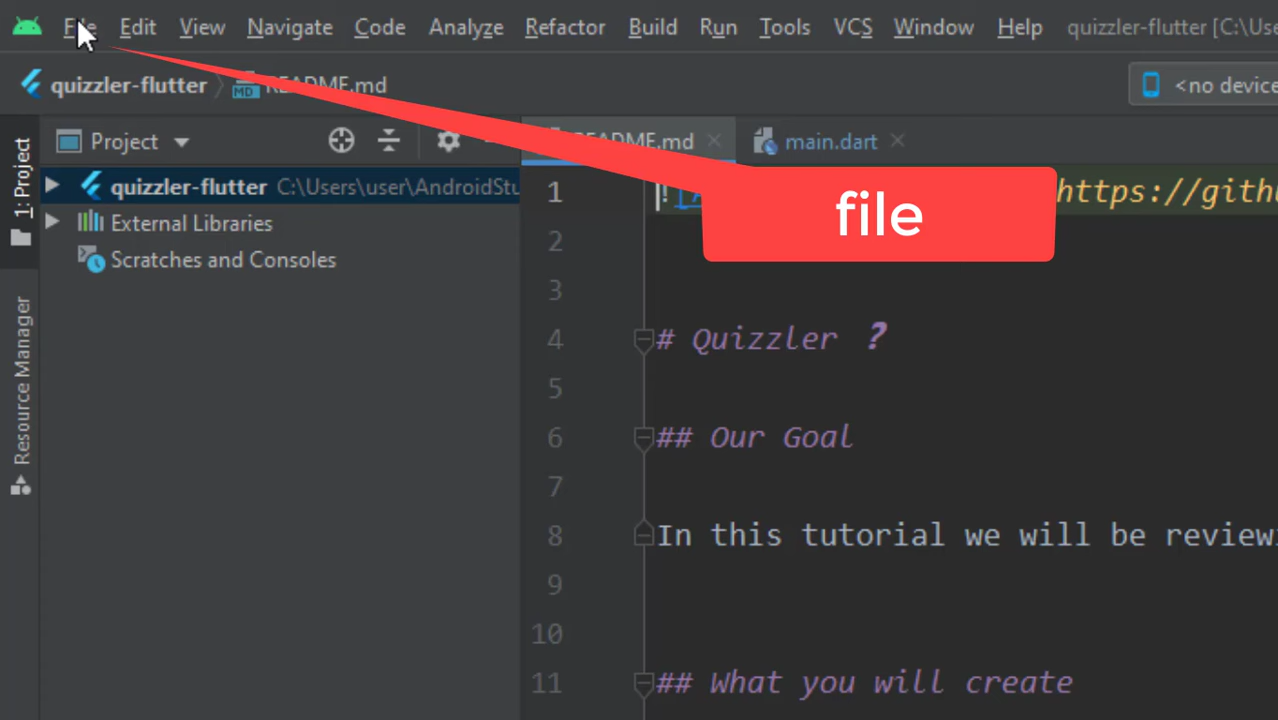 File Edit View Navigate Code Analyze Refactor Build Run Tools VCS Window Help quizzler-flutter [C:\Use
quizzler-flutter README.md <no device
1: Project
Project
README.md main.dart
quizzler-flutter C:\Users\user\AndroidStu
External Libraries
Scratches and Consoles
Resource Manager
file
1 ![ https://gith
2
3
4 # Quizzler ?
5
6 ## Our Goal
7
8 In this tutorial we will be reviewi
9
10
11 ## What you will create